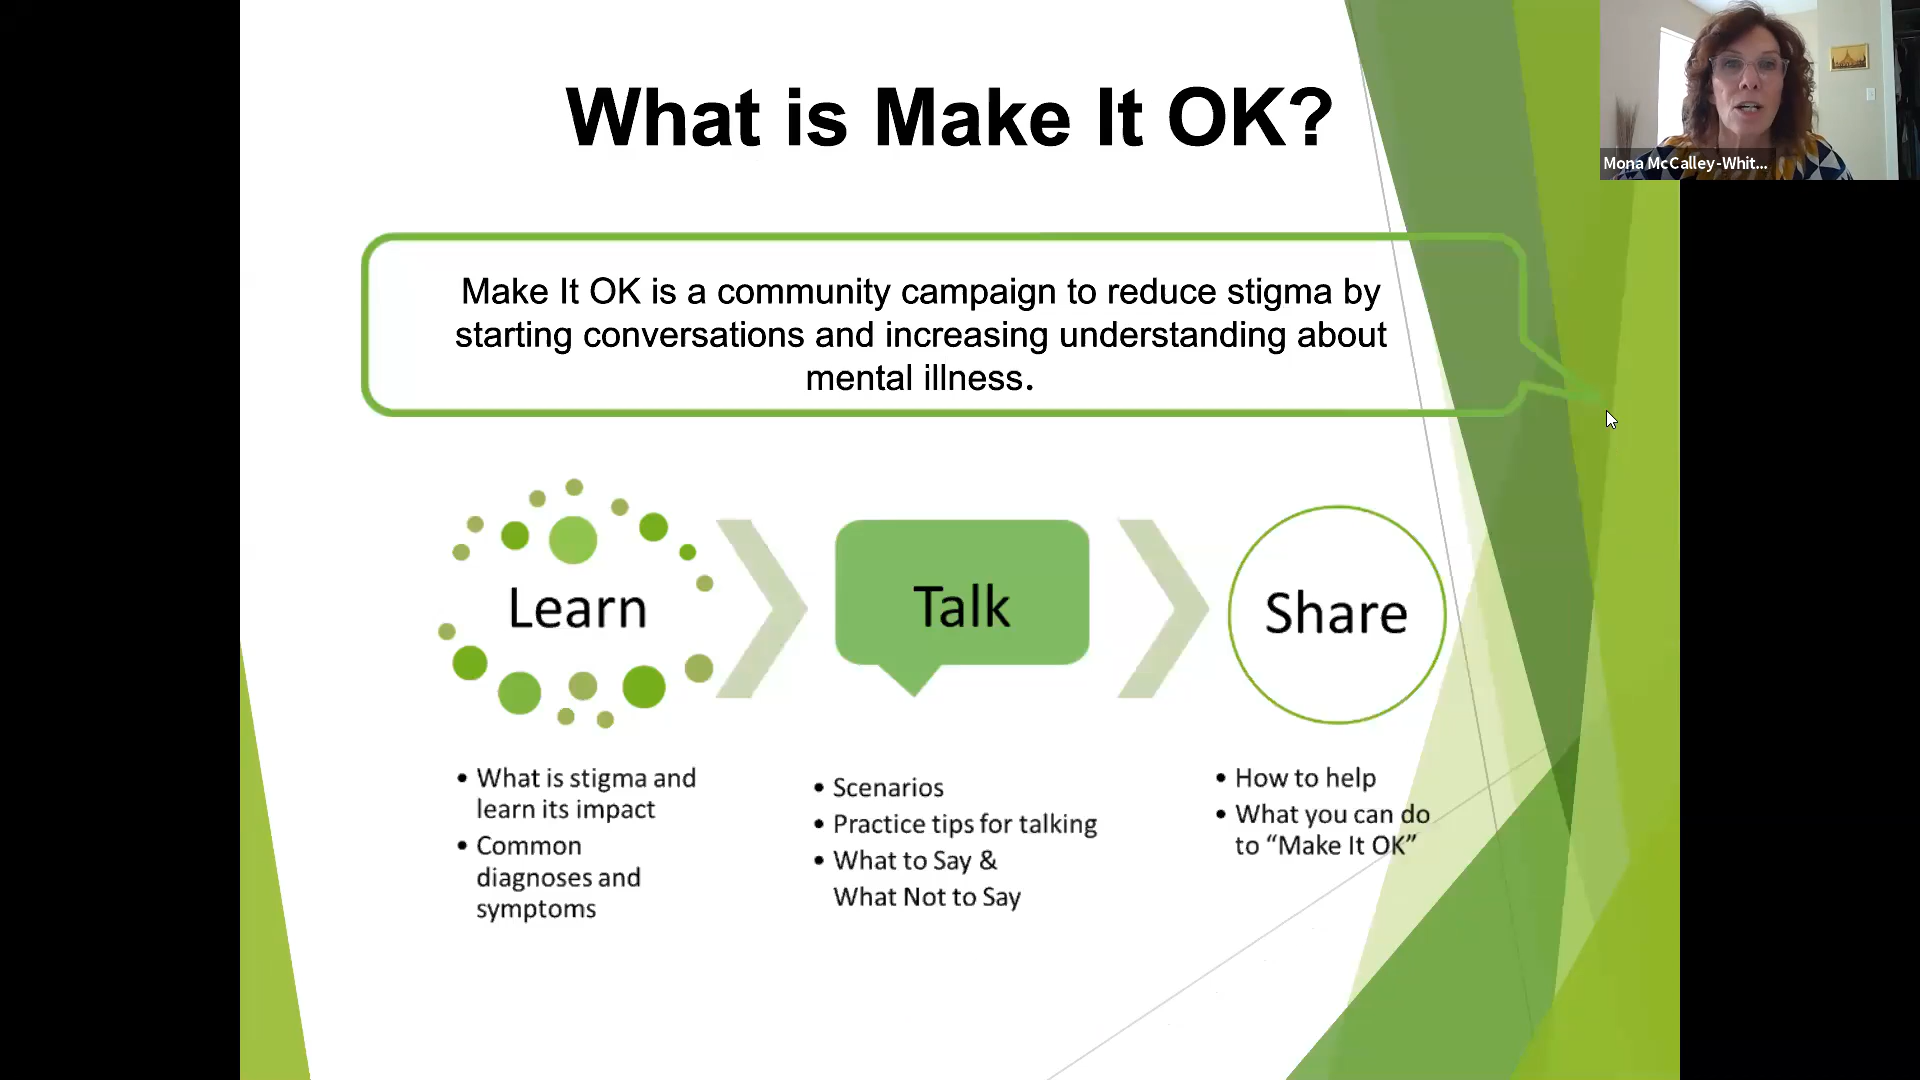 What is Make It OK?
Mona McCalley-Whit...
Make It OK is a community campaign to reduce stigma by
starting conversations and increasing understanding about
mental illness.
Learn
Talk
Share
• What is stigma and
learn its impact
• Common
diagnoses and
symptoms
• Scenarios
• Practice tips for talking
• What to Say &
What Not to Say
• How to help
• What you can do
to “Make It OK”